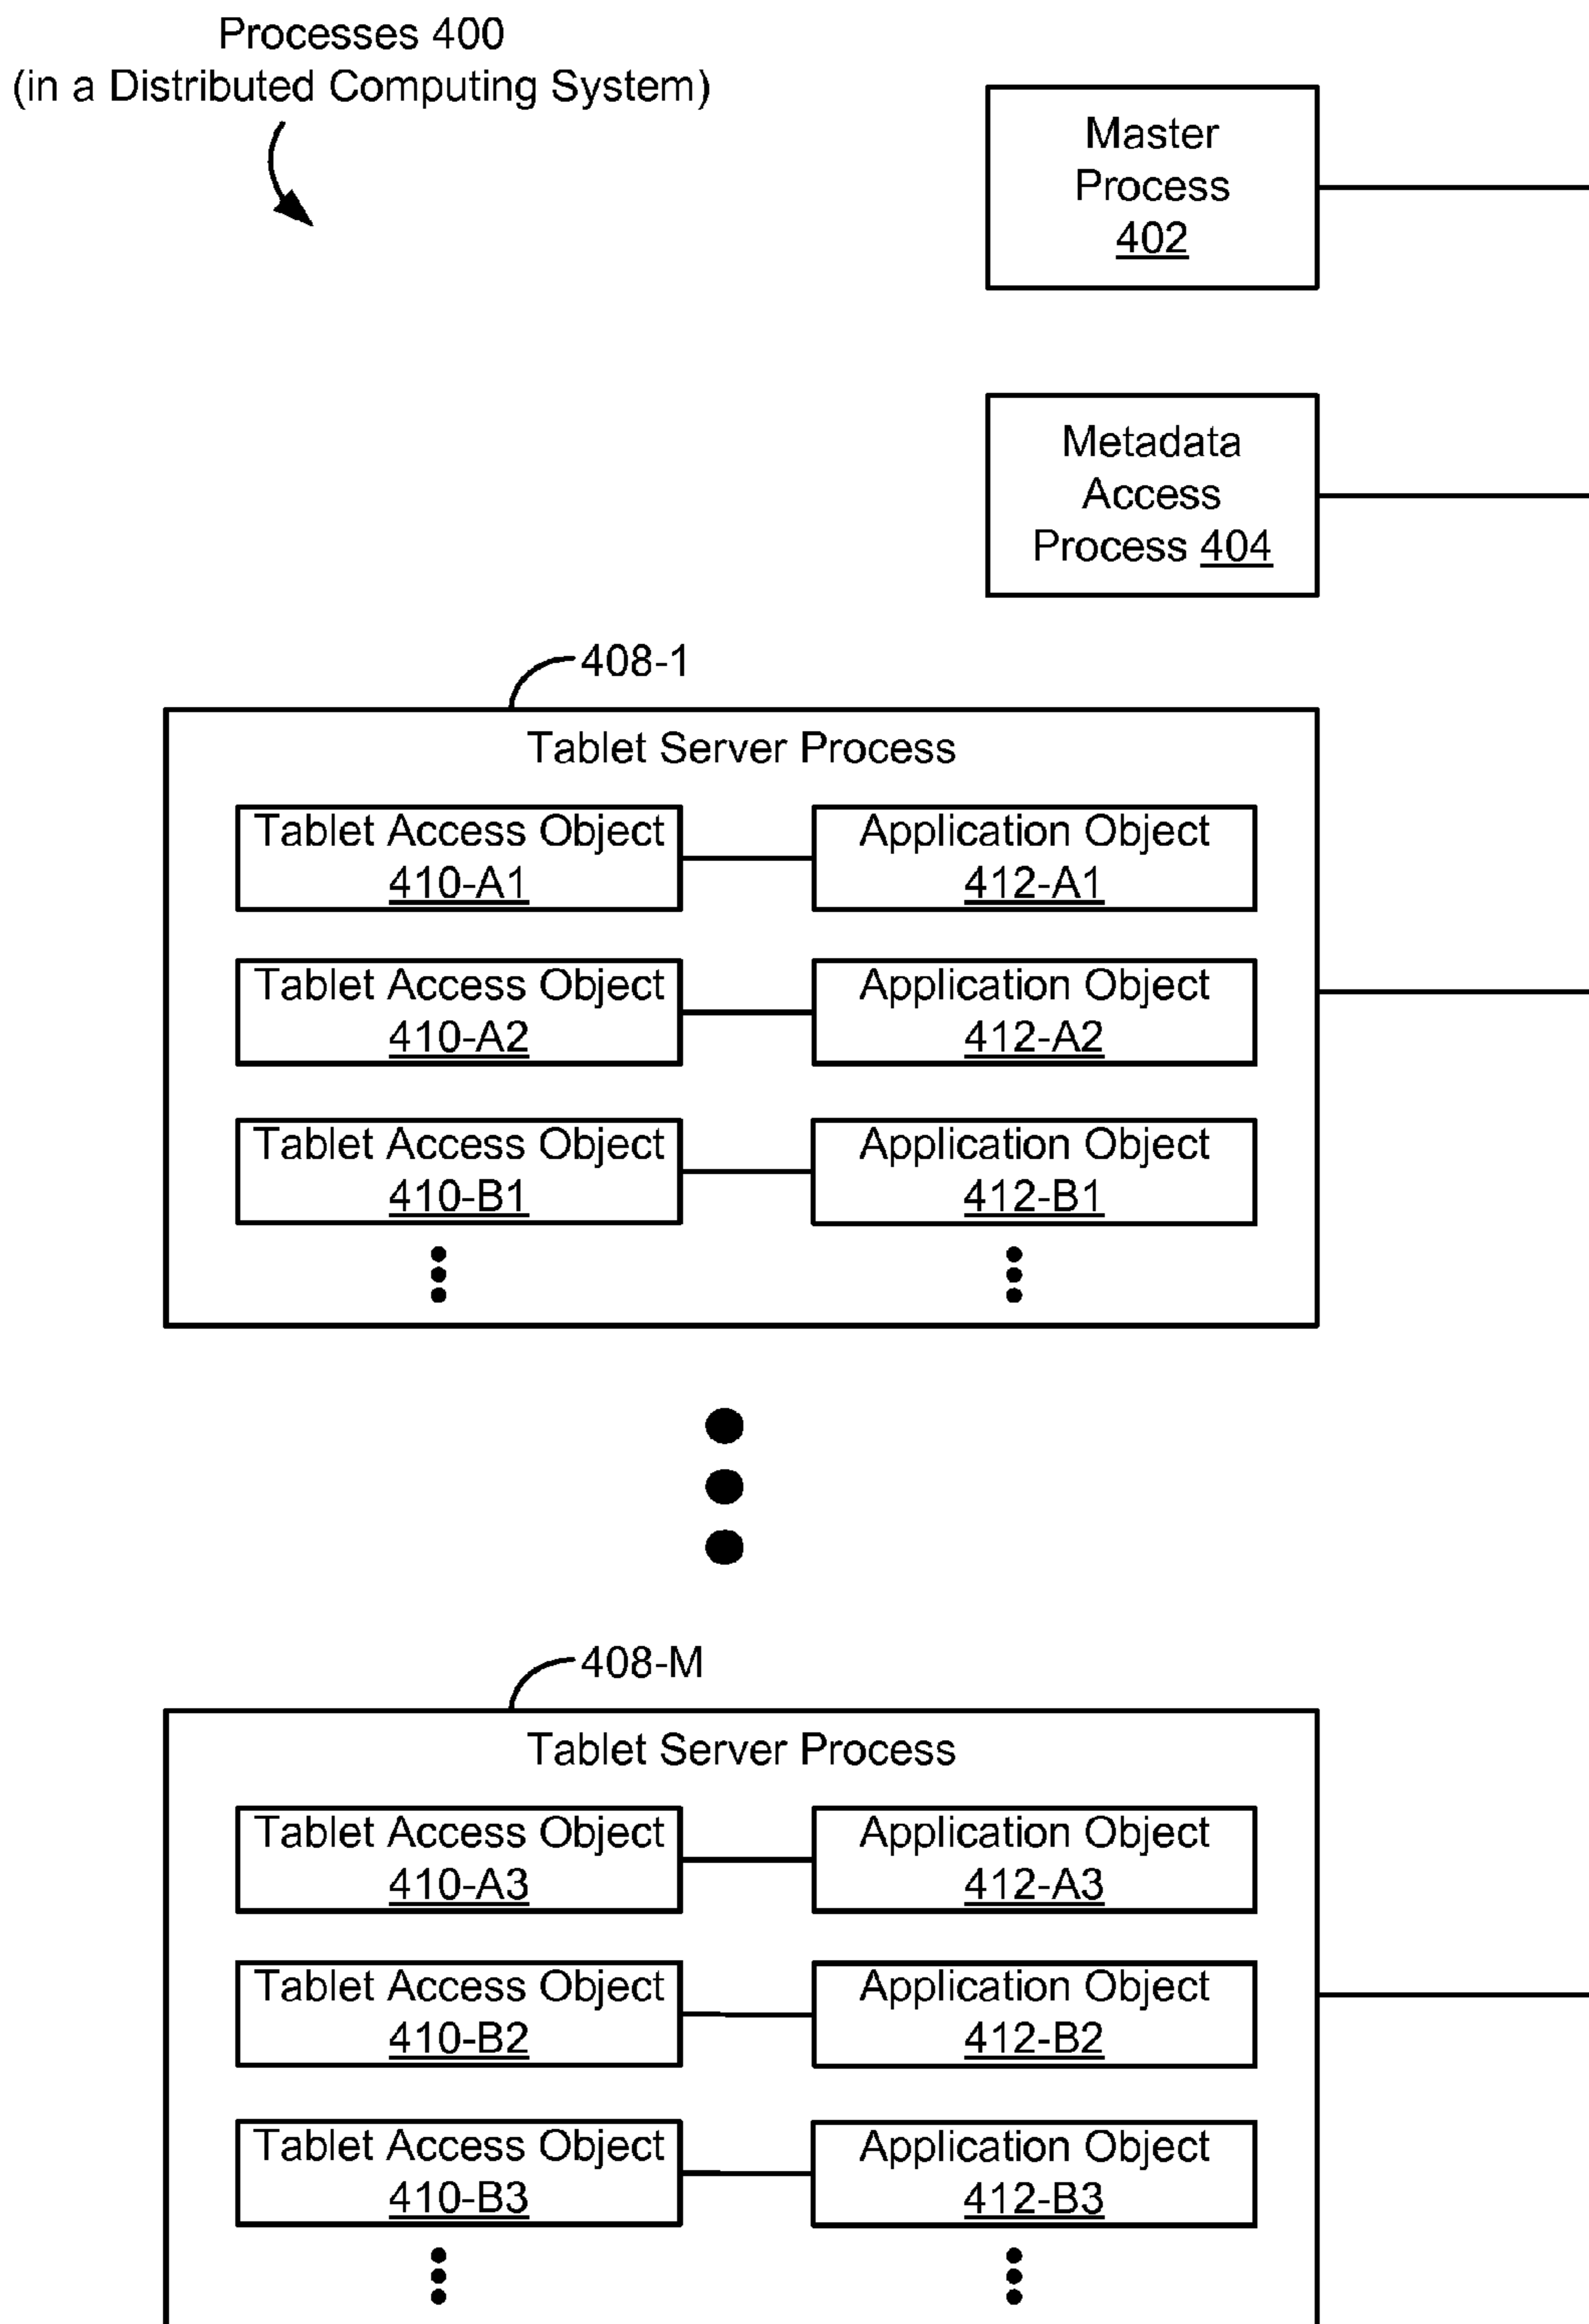 Processes 400
(in a Distributed Computing System)
Master
Process
402
Metadata
Access
Process 404
408-1
Tablet Server Process
Tablet Access Object
410-A1
Application Object
412-A1
Tablet Access Object
410-A2
Application Object
412-A2
Tablet Access Object
410-B1
Application Object
412-B1
408-M
Tablet Server Process
Tablet Access Object
410-A3
Application Object
412-A3
Tablet Access Object
410-B2
Application Object
412-B2
Tablet Access Object
410-B3
Application Object
412-B3